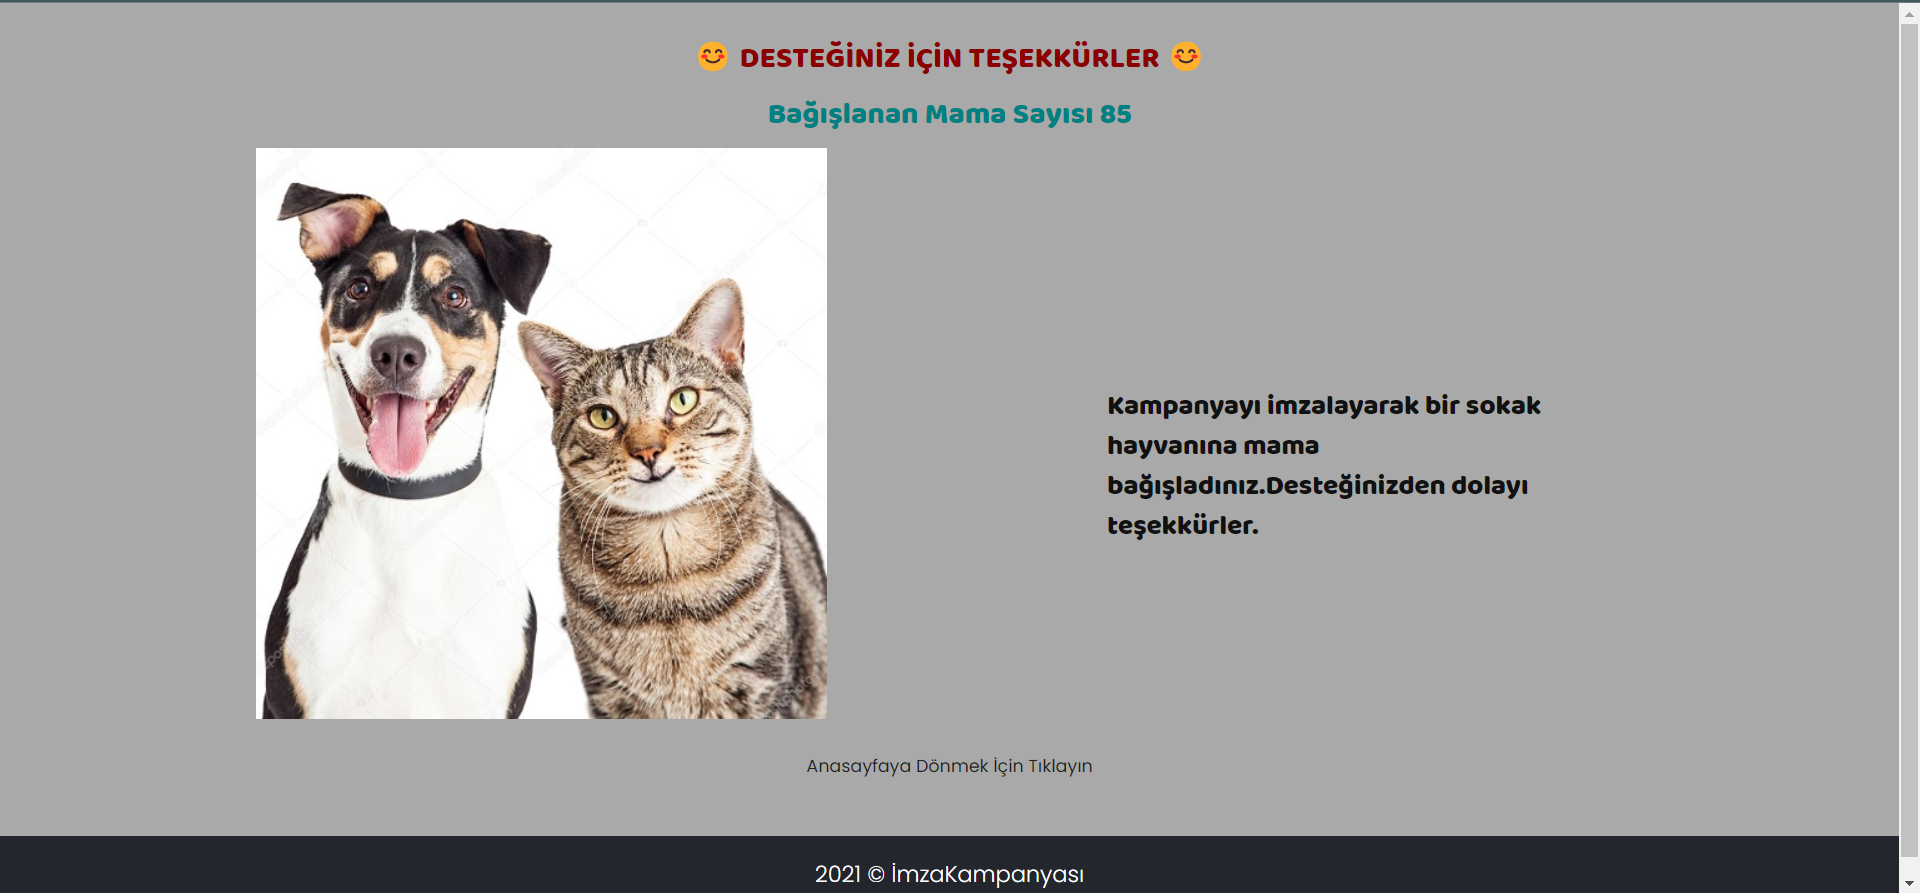 😊 DESTEĞİNİZ İÇİN TEŞEKKÜRLER 😊
Bağışlanan Mama Sayısı 85
Kampanyayı imzalayarak bir sokak
hayvanına mama
bağışladınız.Desteğinizden dolayı
teşekkürler.
Anasayfaya Dönmek İçin Tıklayın
2021 © İmzaKampanyası